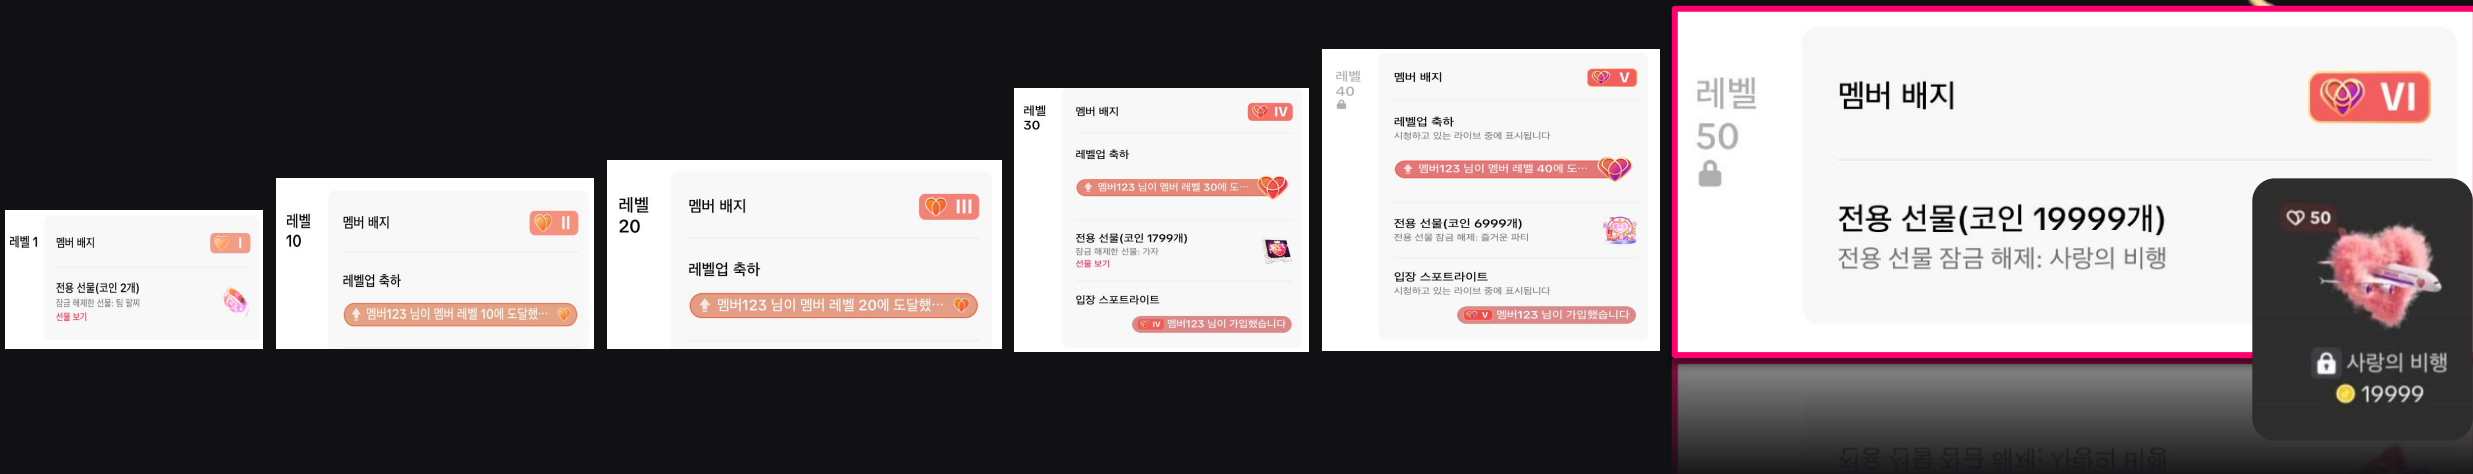 레벨 1
멤버 배지
I
전용 선물(코인 2개)
잠금 해제한 선물: 팀 팔찌
선물 보기
레벨
10
멤버 배지
II
레벨업 축하
멤버123 님이 멤버 레벨 10에 도달했…
레벨
20
멤버 배지
III
레벨업 축하
멤버123 님이 멤버 레벨 20에 도달했…
레벨
30
멤버 배지
IV
레벨업 축하
멤버123 님이 멤버 레벨 30에 도…
전용 선물(코인 1799개)
잠금 해제한 선물: 가자
선물 보기
입장 스포트라이트
IV 멤버123 님이 가입했습니다
레벨
40
멤버 배지
V
레벨업 축하
시청하고 있는 라이브 중에 표시됩니다
멤버123 님이 멤버 레벨 40에 도…
전용 선물(코인 6999개)
전용 선물 잠금 해제: 즐거운 파티
입장 스포트라이트
시청하고 있는 라이브 중에 표시됩니다
V 멤버123 님이 가입했습니다
레벨
50
멤버 배지
VI
전용 선물(코인 19999개)
전용 선물 잠금 해제: 사랑의 비행
50
사랑의 비행
19999